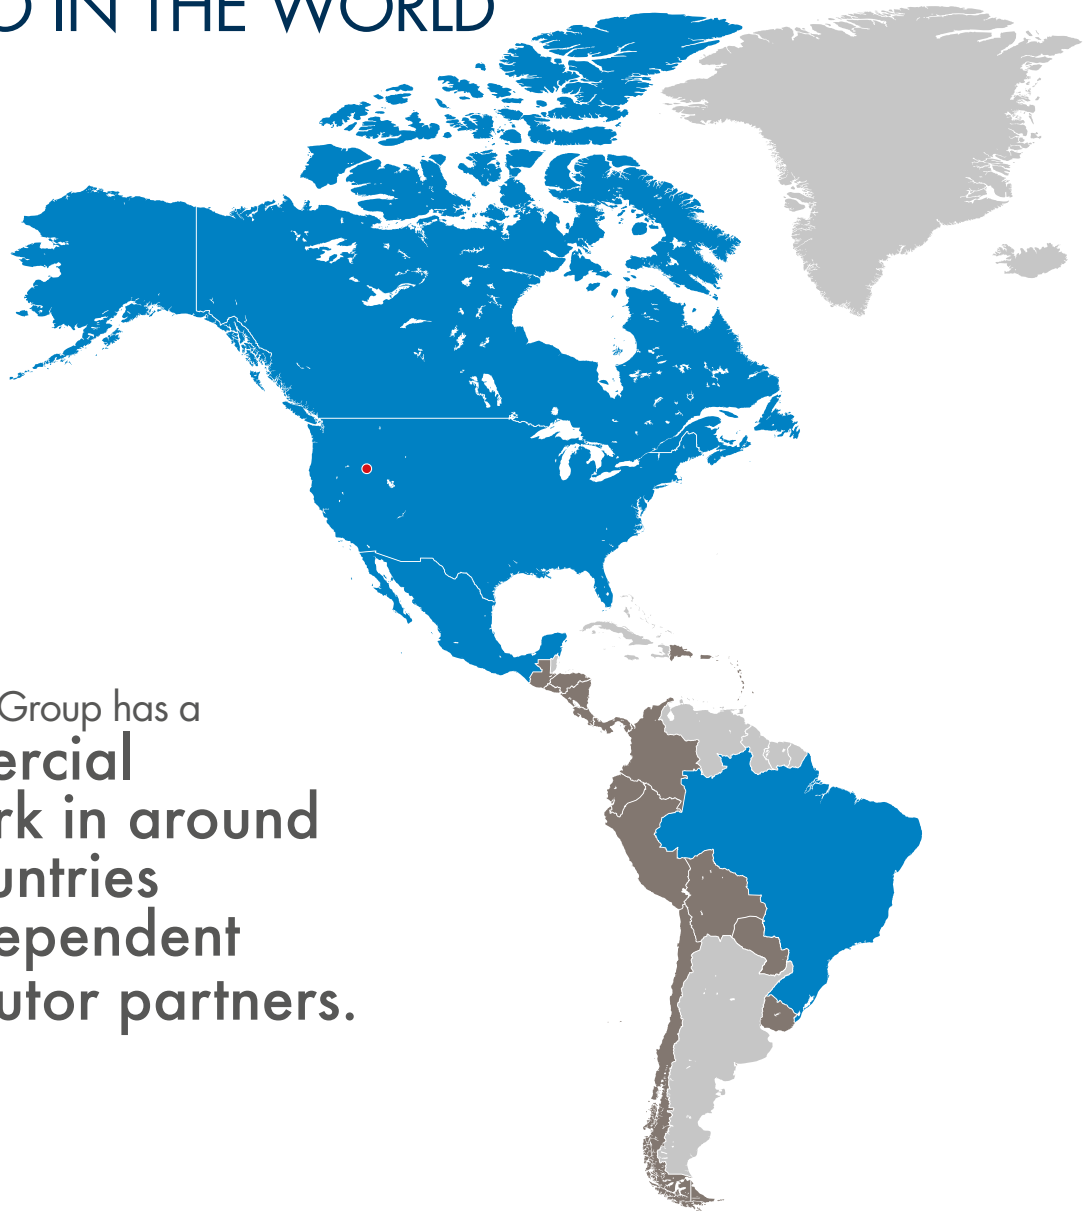 O IN THE WORLD
Group has a
ercial
rk in around
untries
ependent
utor partners.